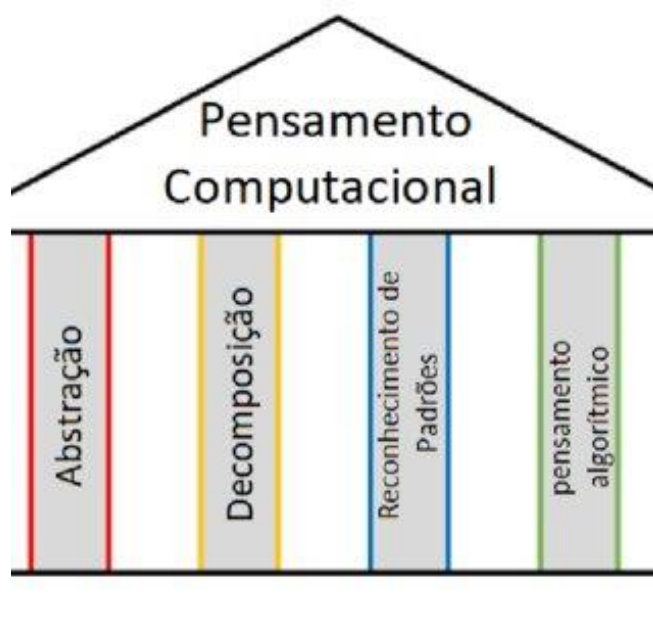 Pensamento
Computacional
Abstração
Decomposição
Reconhecimento de
Padrões
pensamento
algorítmico